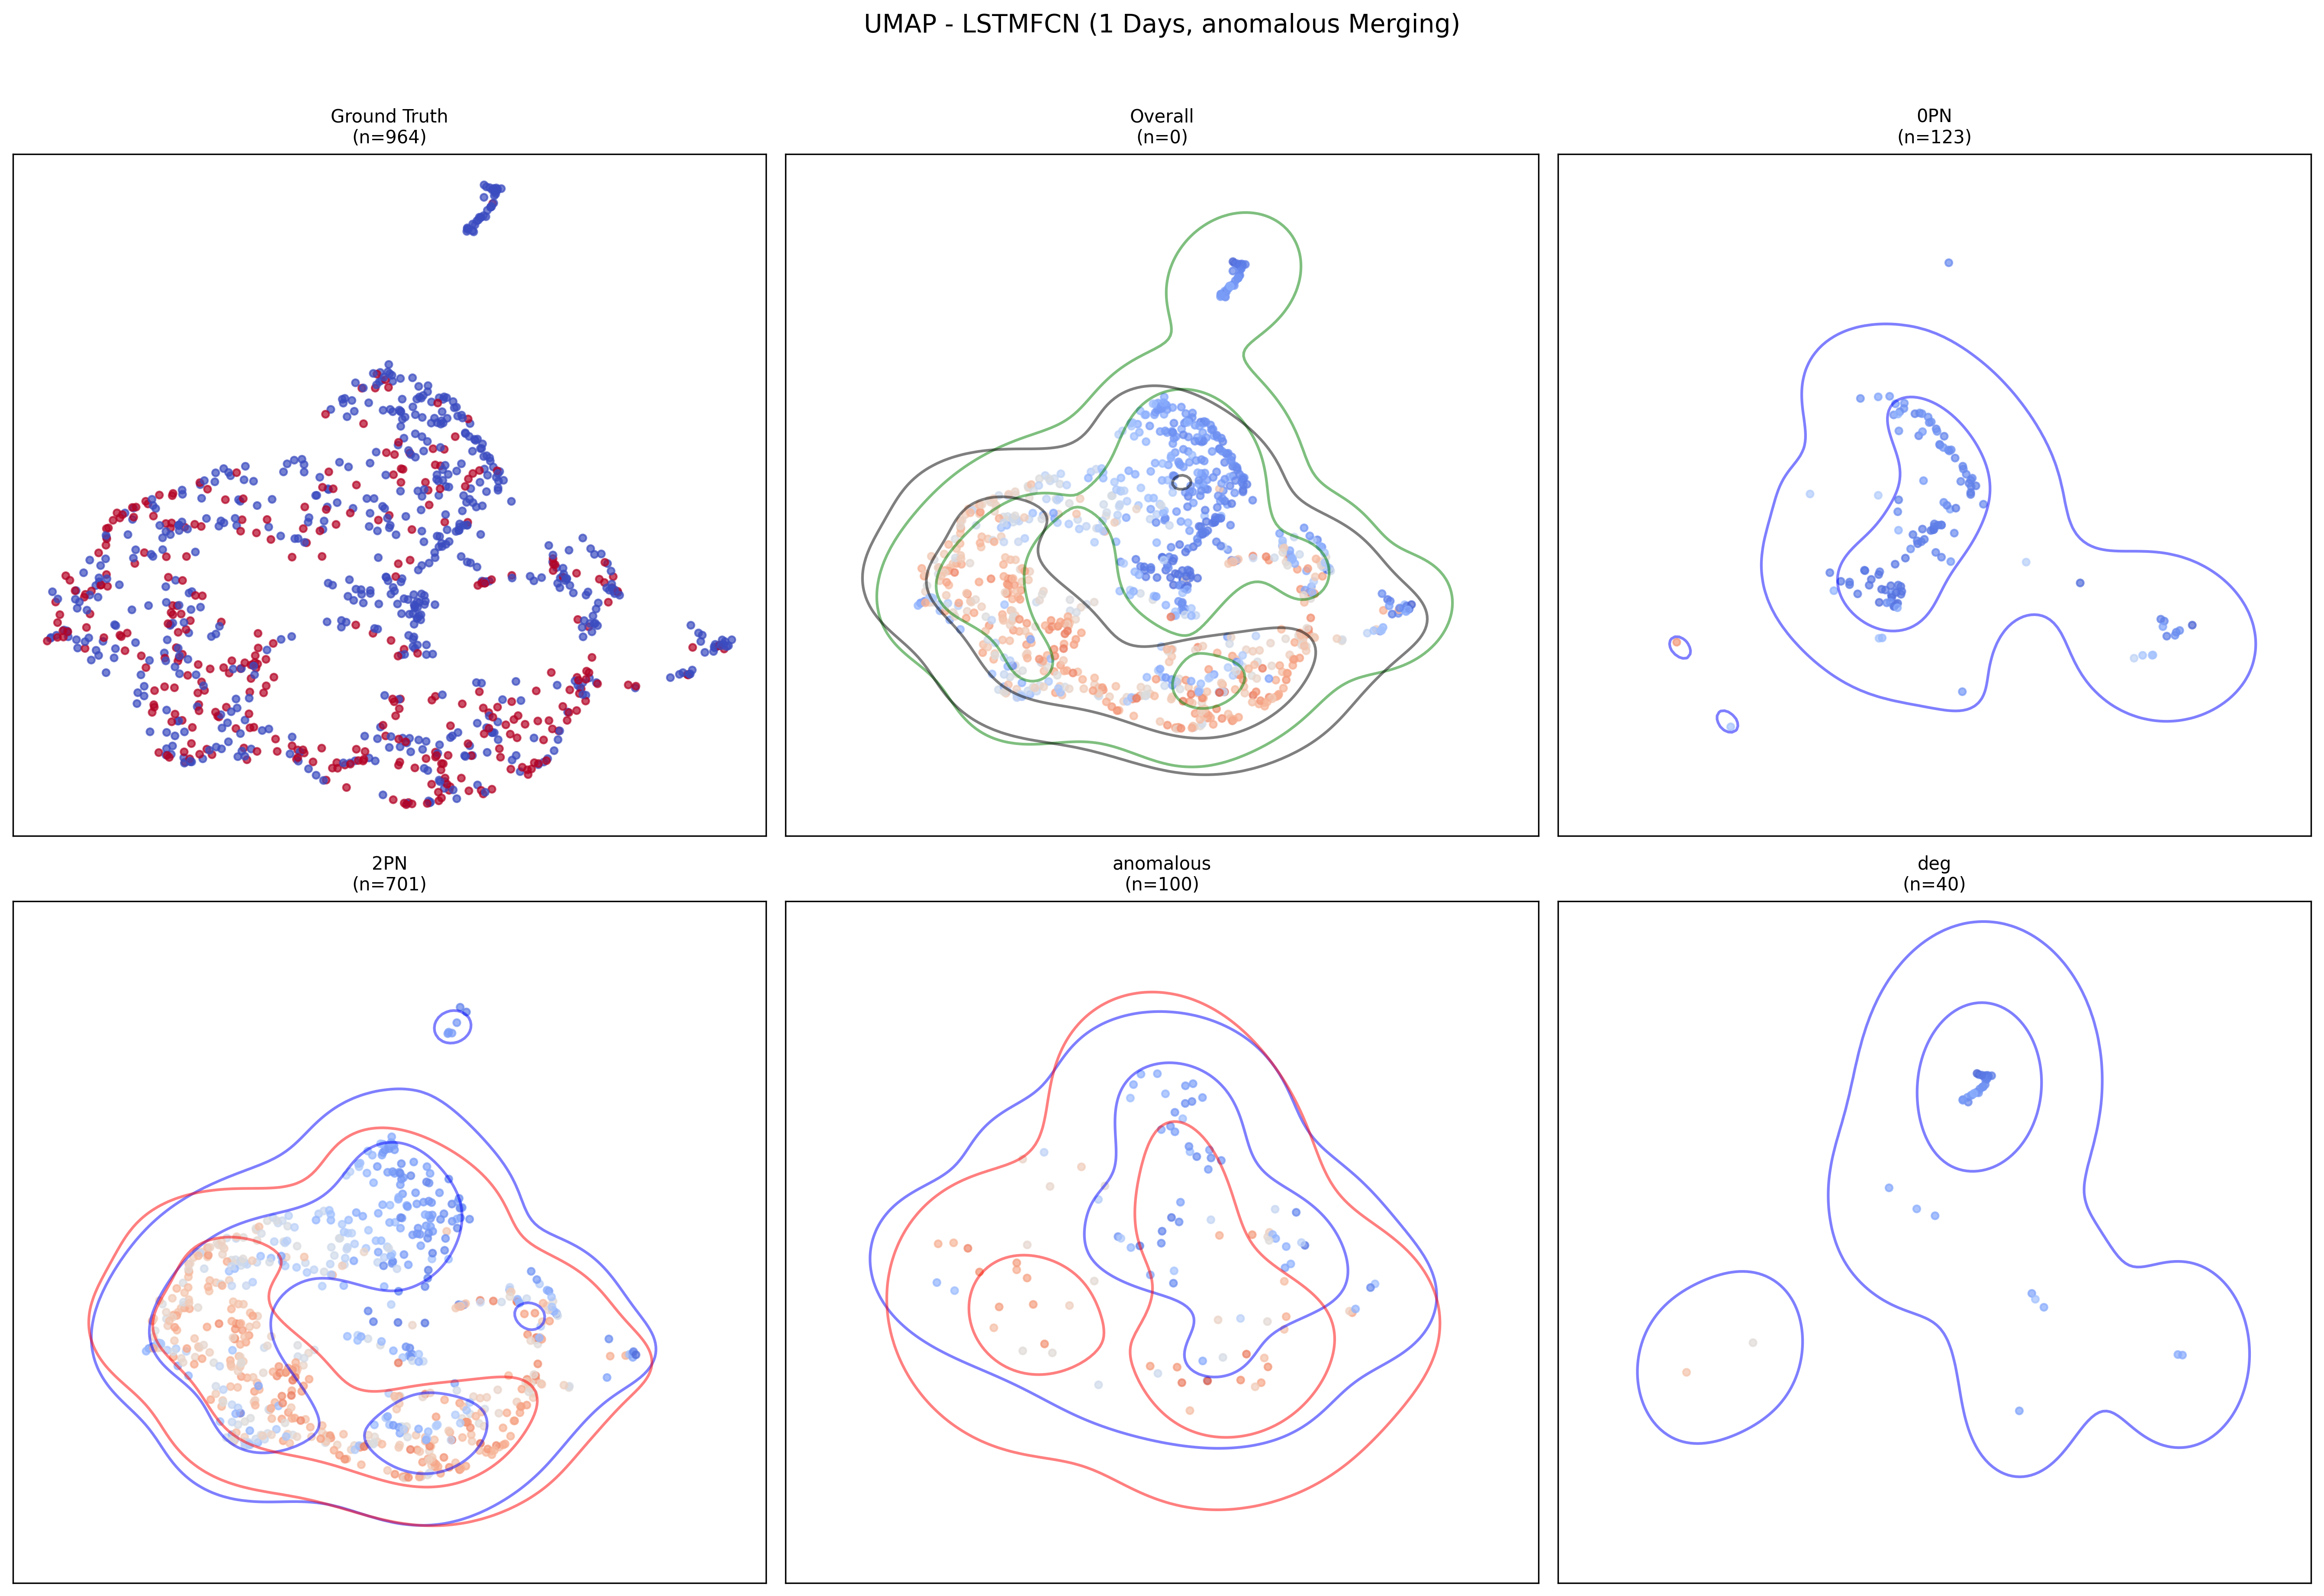 UMAP - LSTMFCN (1 Days, anomalous Merging)
Ground Truth
(n=964)
Overall
(n=0)
0PN
(n=123)
2PN
(n=701)
anomalous
(n=100)
deg
(n=40)